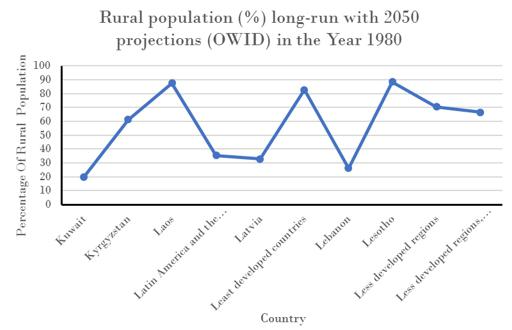 Rural population (%) long-run with 2050
projections (OWID) in the Year 1980
Percentage Of Rural Population
100
90
80
70
60
50
40
30
20
10
0
Kuwait
Kyrgyzstan
Laos
Latin America and the...
Latvia
Least developed countries
Lebanon
Lesotho
Less developed regions
Less developed regions,...
Country